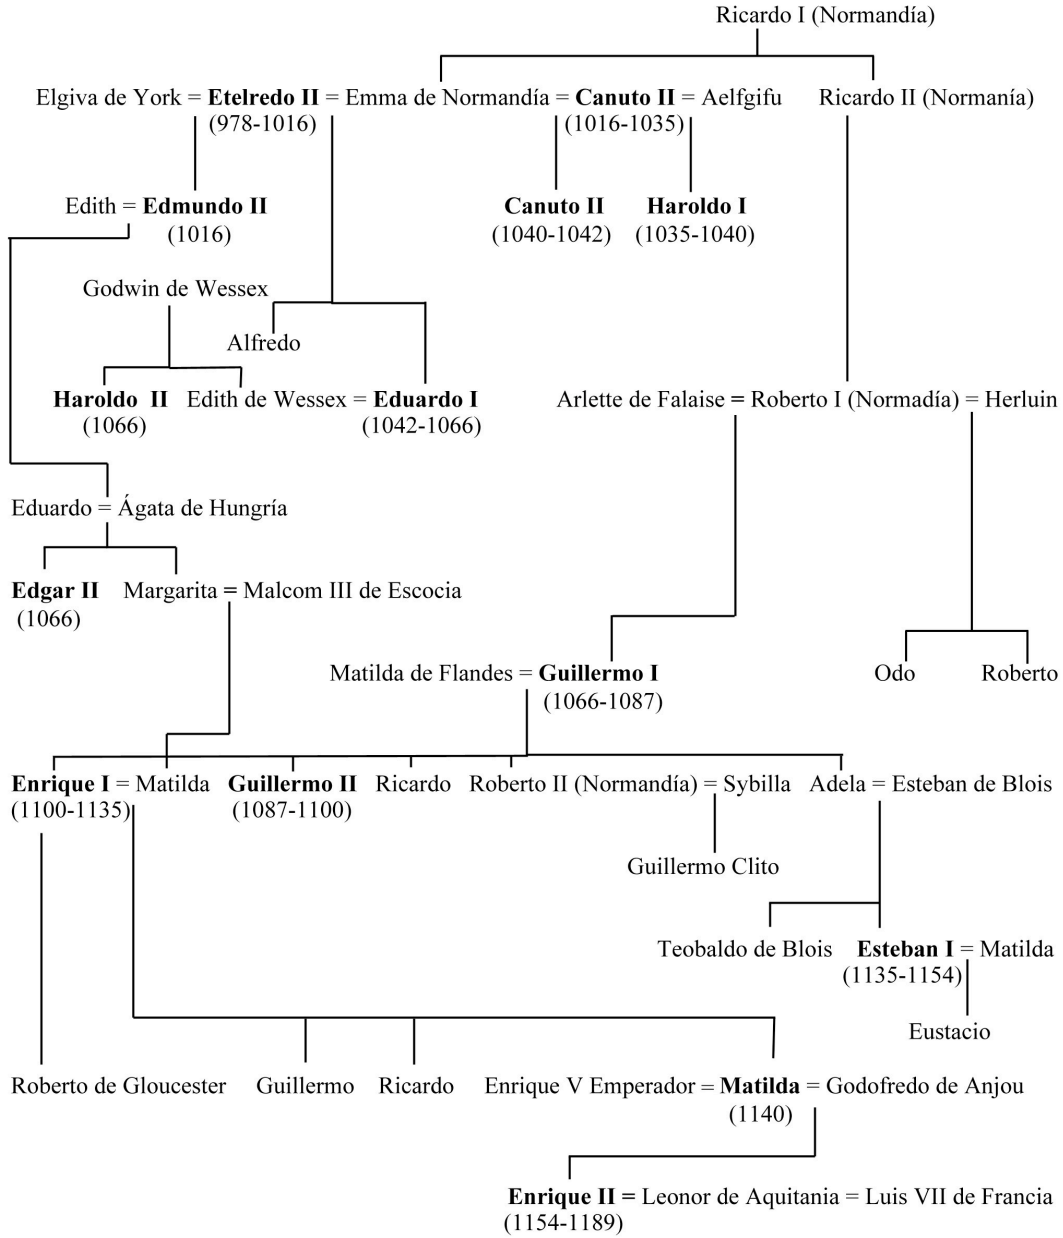 Ricardo I (Normandía)
Elgiva de York = Etelredo II = Emma de Normandía = Canuto II = Aelfgifu Ricardo II (Normanía)
(978-1016) (1016-1035)
Edith = Edmundo II Canuto II Haroldo I
(1016) (1040-1042) (1035-1040)
Godwin de Wessex
Alfredo
Haroldo II Edith de Wessex = Eduardo I Arlette de Falaise = Roberto I (Normadía) = Herluin
(1066) (1042-1066)
Eduardo = Ágata de Hungría
Edgar II Margarita = Malcom III de Escocia
(1066)
Matilda de Flandes = Guillermo I Odo Roberto
(1066-1087)
Enrique I = Matilda Guillermo II Ricardo Roberto II (Normandía) = Sybilla Adela = Esteban de Blois
(1100-1135) (1087-1100)
Guillermo Clito
Teobaldo de Blois Esteban I = Matilda
(1135-1154)
Eustacio
Roberto de Gloucester Guillermo Ricardo Enrique V Emperador = Matilda = Godofredo de Anjou
(1140)
Enrique II = Leonor de Aquitania = Luis VII de Francia
(1154-1189)